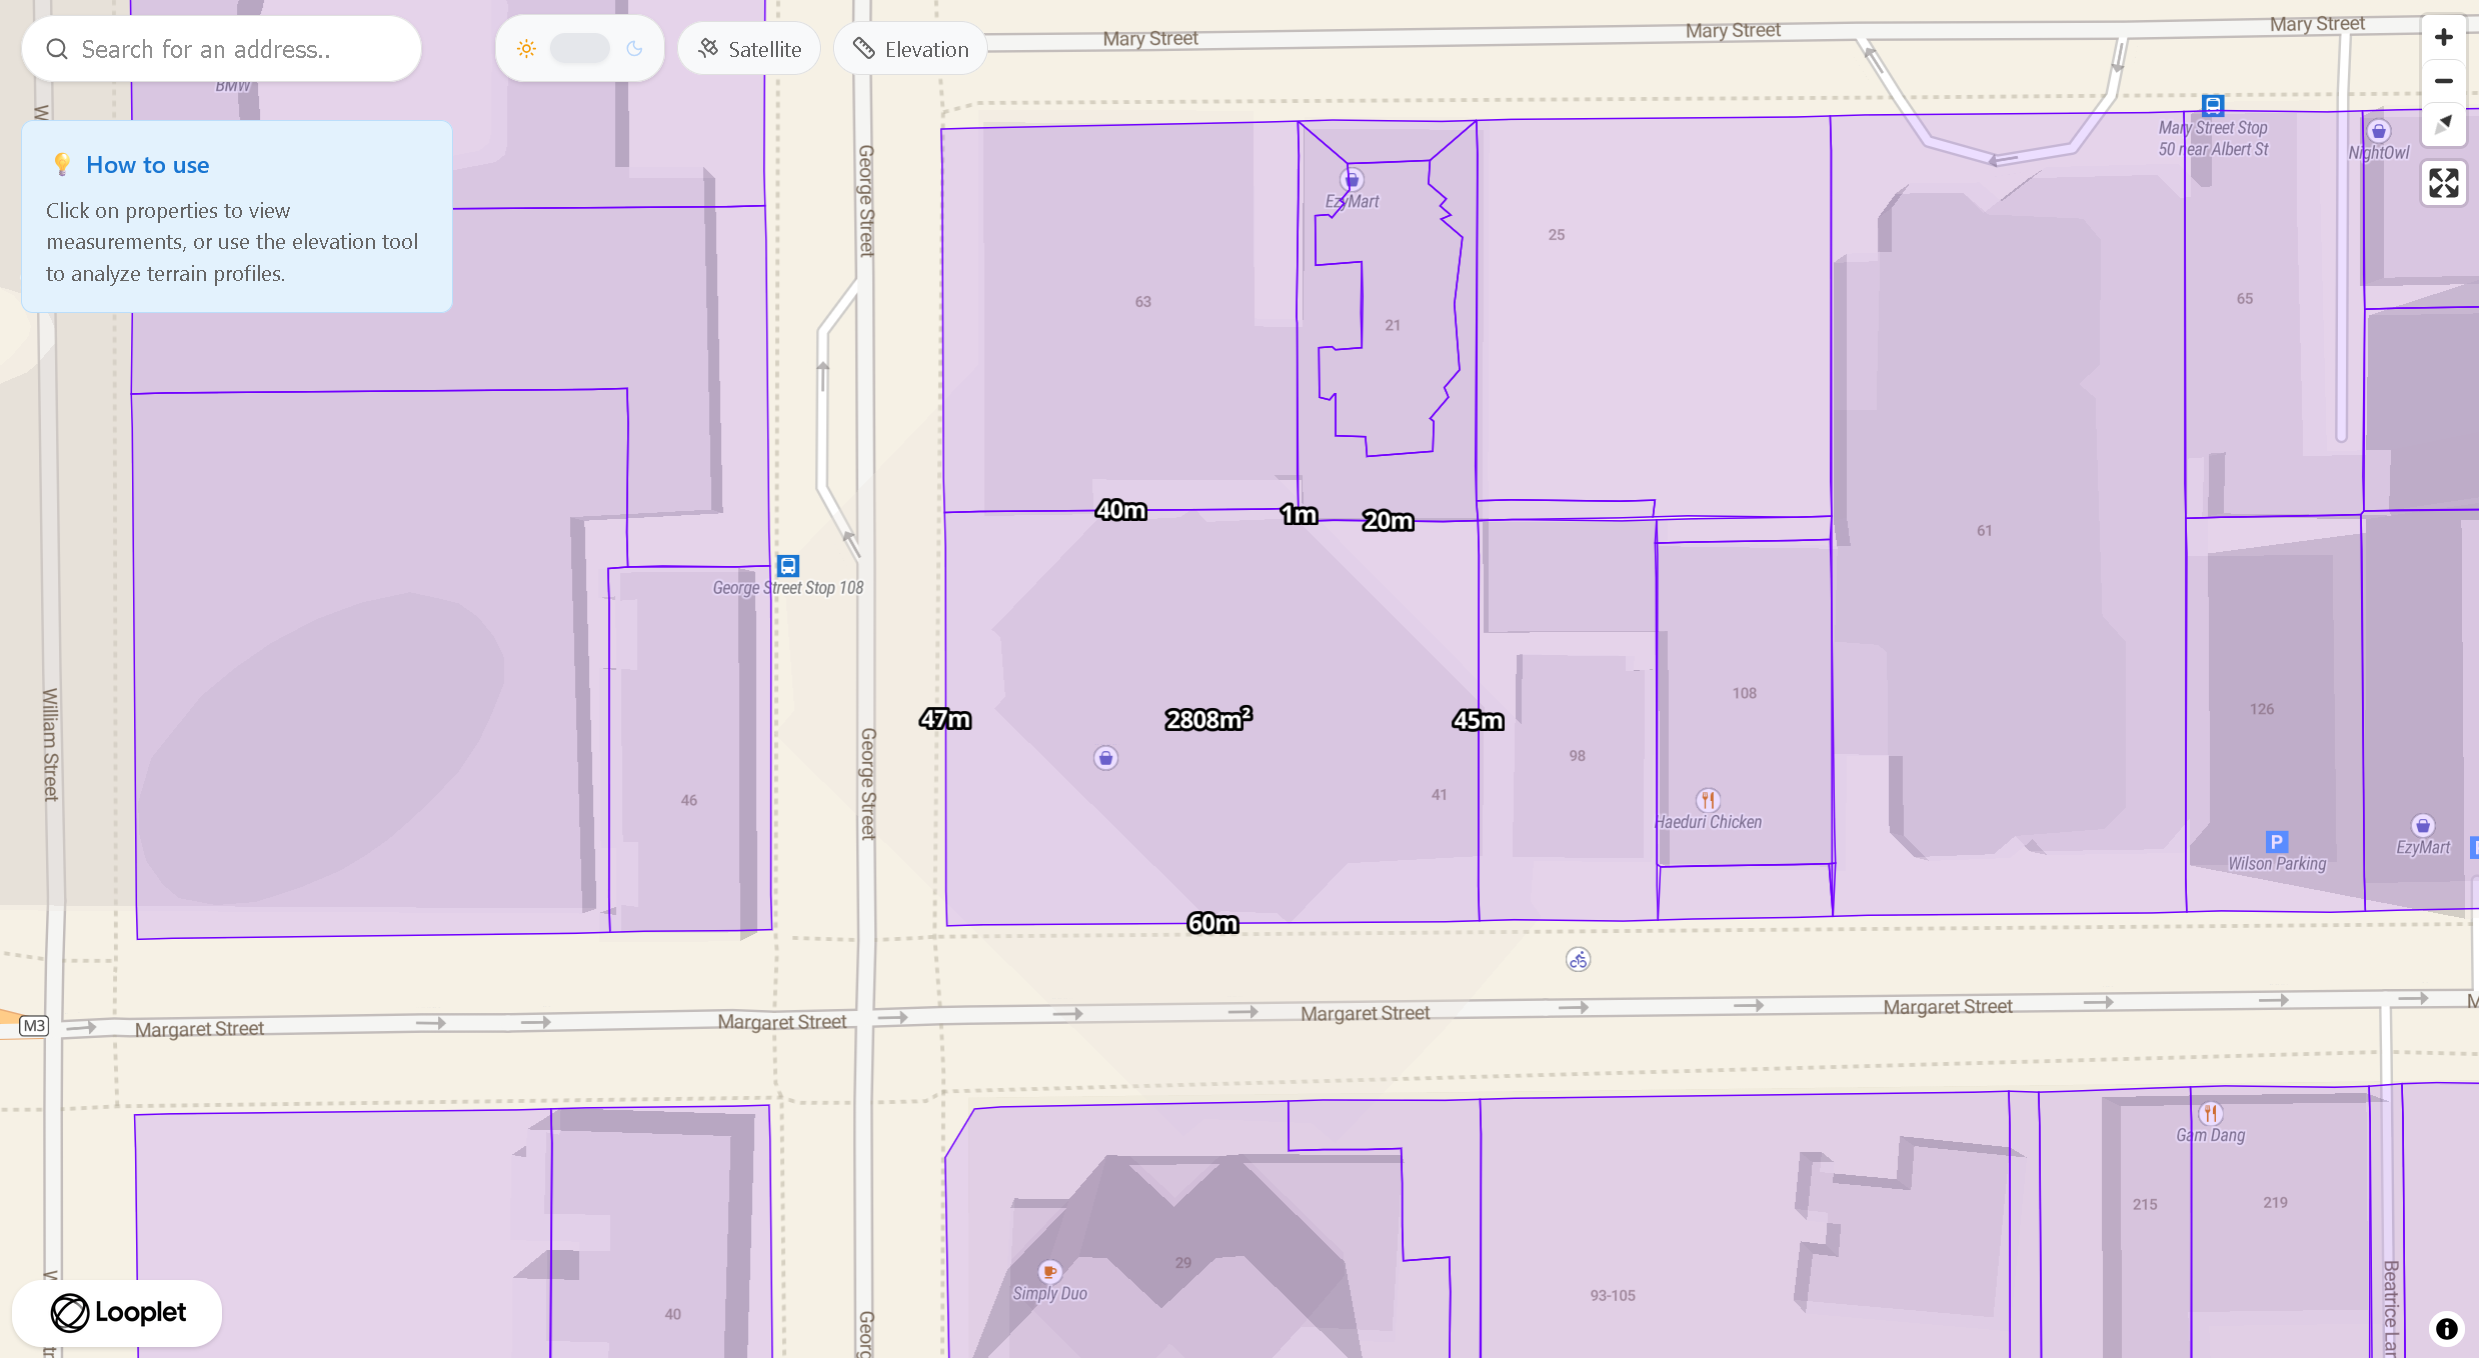 Search for an address..
Satellite
Elevation
Mary Street
Mary Street
Mary Street
BMW
💡 How to use
Click on properties to view
measurements, or use the elevation tool
to analyze terrain profiles.
George Street
Mary Street Stop
50 near Albert St
NightOwl
EzyMart
25
63
21
65
40m
1m
20m
61
George Street Stop 108
William Street
47m
2808m²
45m
108
126
98
46
41
George Street
Haeduri Chicken
P
Wilson Parking
EzyMart
60m
M3
Margaret Street
Margaret Street
Margaret Street
Margaret Street
Gam Dang
215
219
29
Simply Duo
93-105
40
Looplet
Geor
Beatrice La